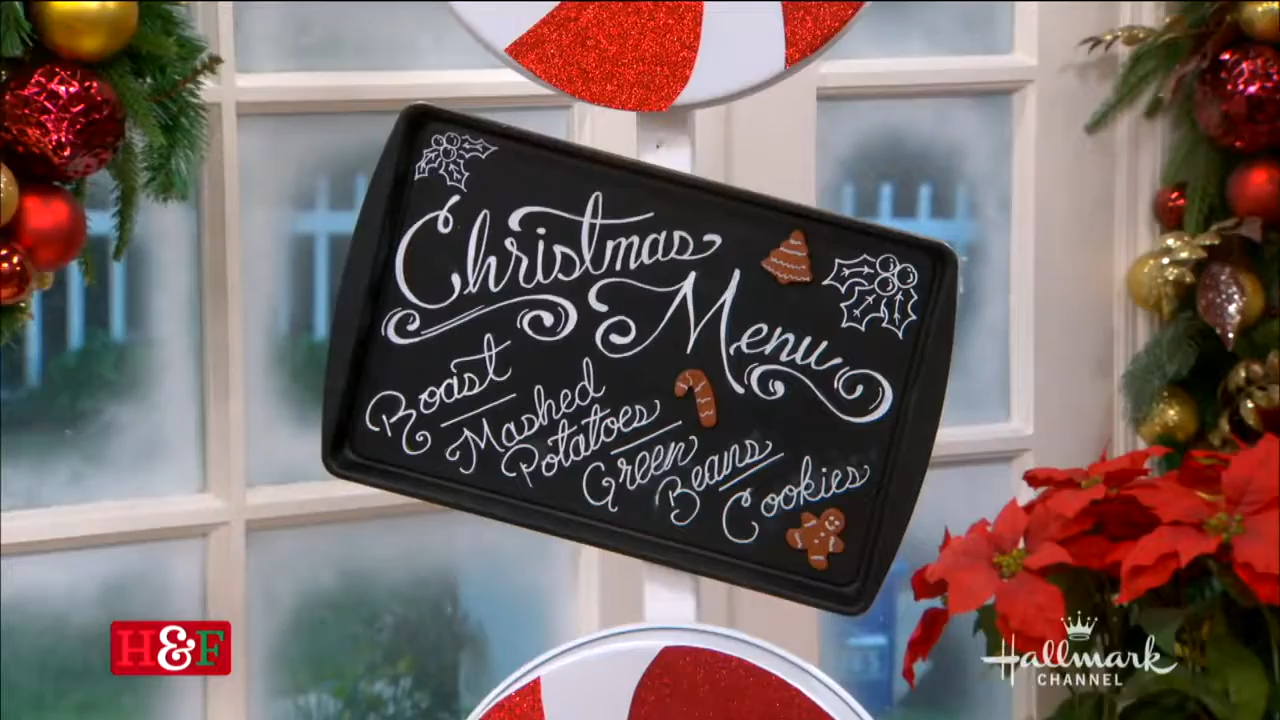 Christmas
Menu
Roast
Mashed
Potatoes
Green
Beans
Cookies
H&F
Hallmark
CHANNEL